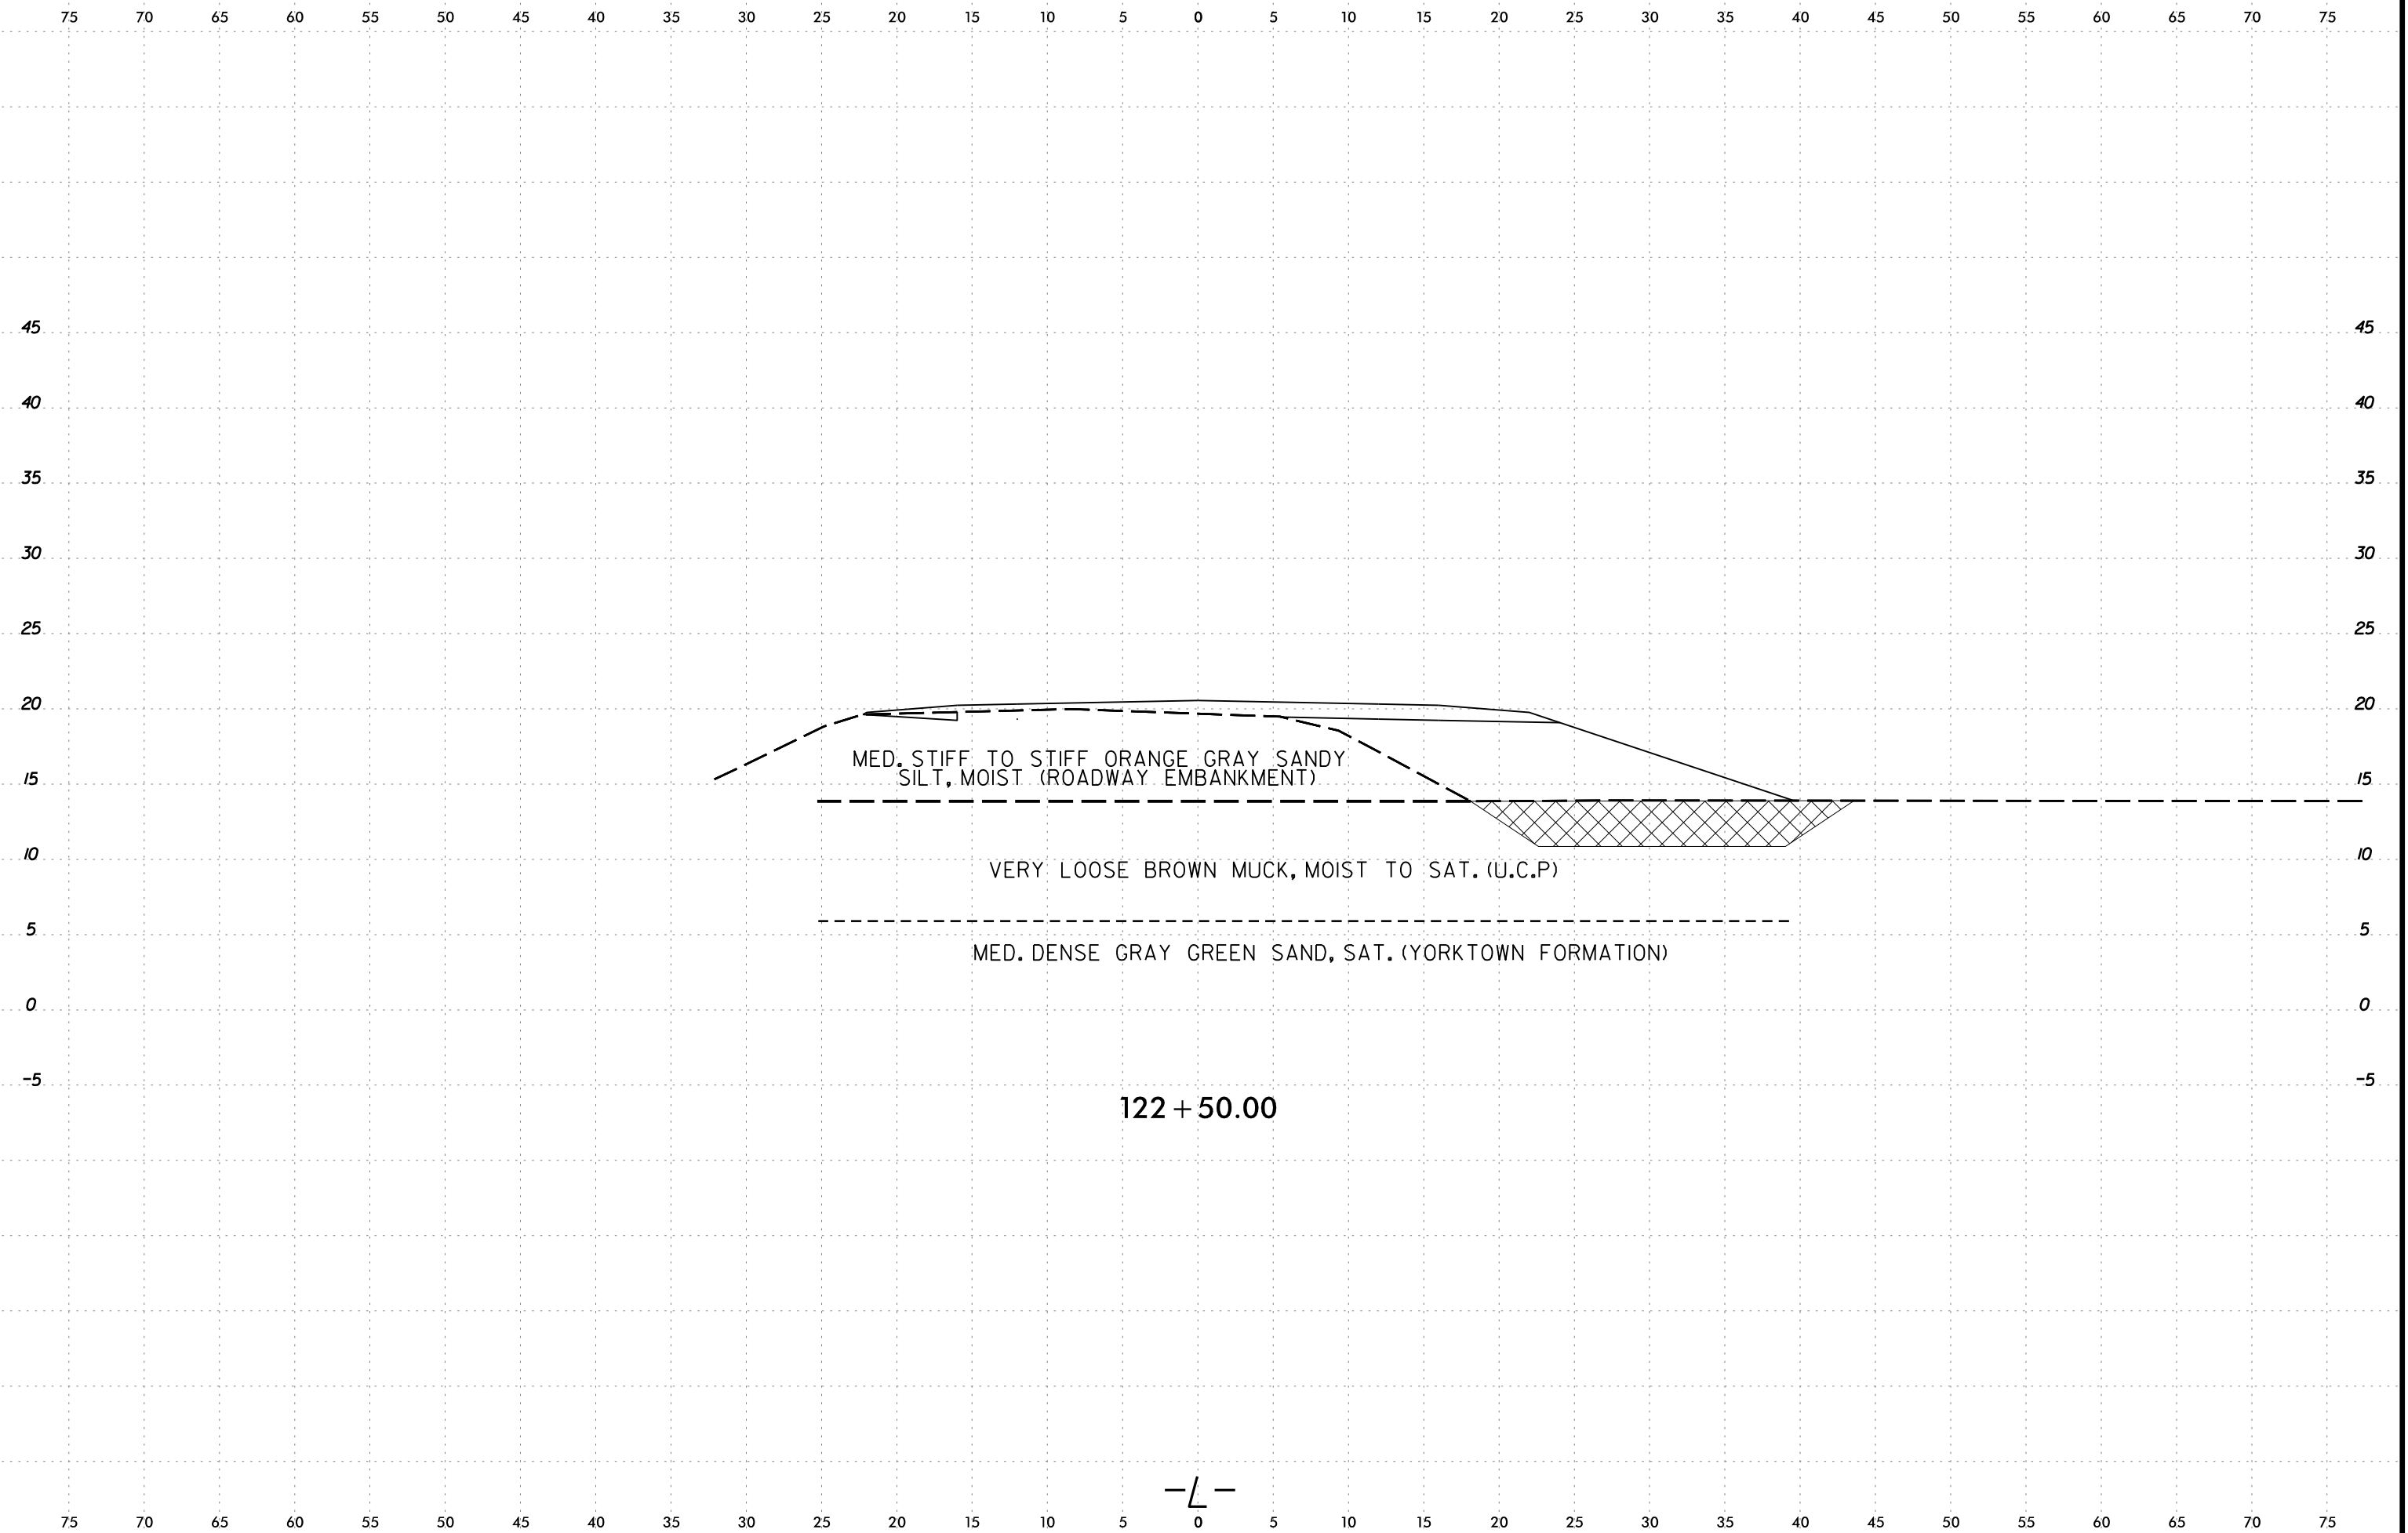 75 70 65 60 55 50 45 40 35 30 25 20 15 10 5 0 5 10 15 20 25 30 35 40 45 50 55 60 65 70 75
45 45
40 40
35 35
30 30
25 25
20 20
MED. STIFF TO STIFF ORANGE GRAY SANDY
15 SILT, MOIST (ROADWAY EMBANKMENT) 15
10 10
VERY LOOSE BROWN MUCK, MOIST TO SAT. (U.C.P)
5 5
MED. DENSE GRAY GREEN SAND, SAT. (YORKTOWN FORMATION)
0 0
-5 -5
122+50.00
-L-
75 70 65 60 55 50 45 40 35 30 25 20 15 10 5 0 5 10 15 20 25 30 35 40 45 50 55 60 65 70 75